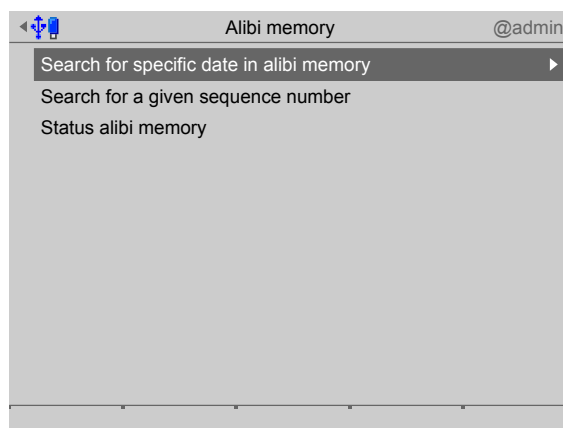 Alibi memory @admin
Search for specific date in alibi memory
Search for a given sequence number
Status alibi memory